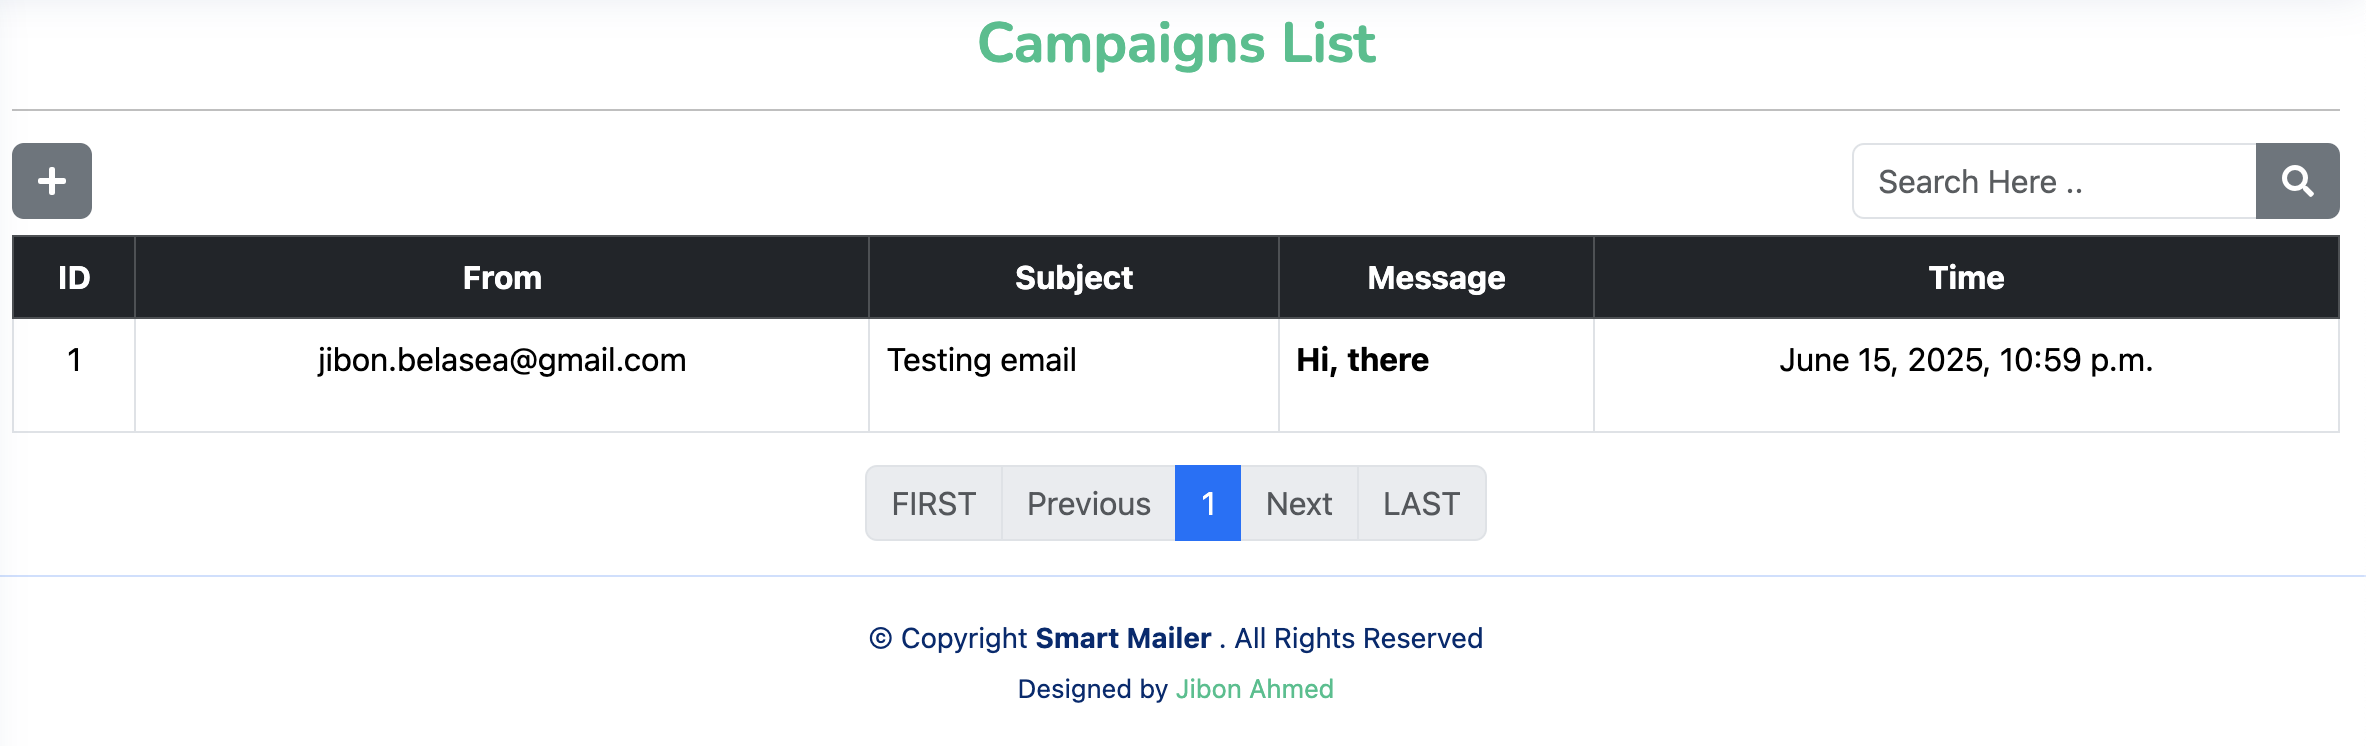 Campaigns List
Search Here ..
ID From Subject Message Time
1 jibon.belasea@gmail.com Testing email Hi, there June 15, 2025, 10:59 p.m.
FIRST Previous 1 Next LAST
© Copyright Smart Mailer . All Rights Reserved
Designed by Jibon Ahmed